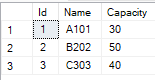 Id Name Capacity
1 1 A101 30
2 2 B202 50
3 3 C303 40